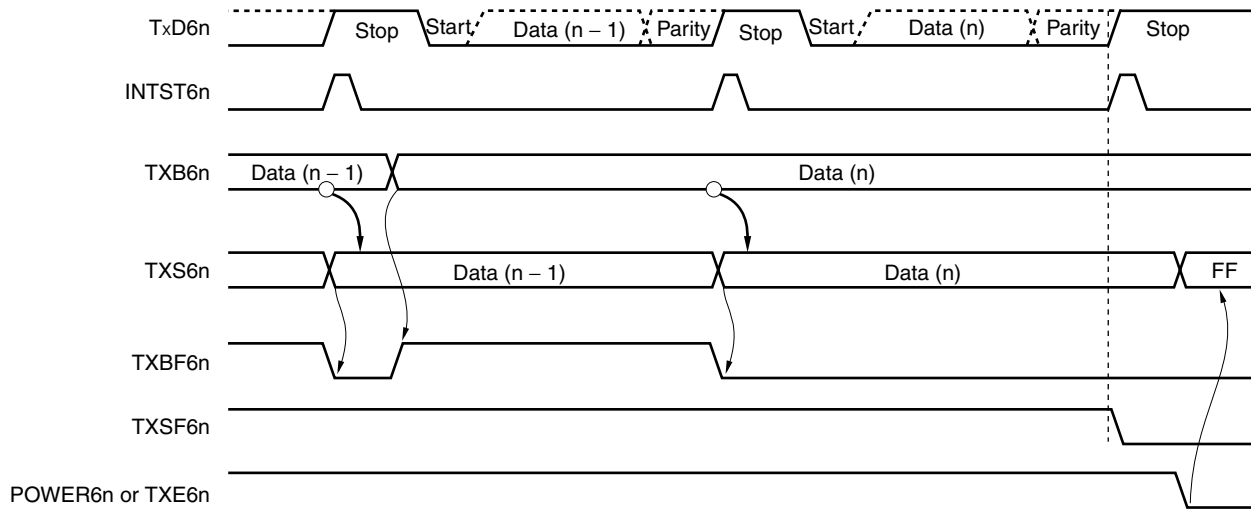 TxD6n Stop Start Data (n – 1) Parity Stop Start Data (n) Parity Stop
INTST6n
TXB6n Data (n – 1) Data (n)
TXS6n Data (n – 1) Data (n) FF
TXBF6n
TXSF6n
POWER6n or TXE6n